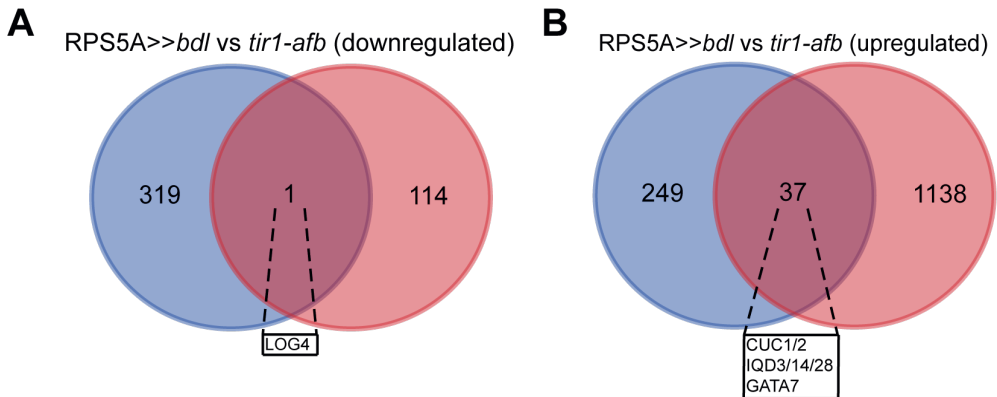 A
RPS5A>>bdl vs tir1-afb (downregulated)
319
1
114
LOG4
B
RPS5A>>bdl vs tir1-afb (upregulated)
249
37
1138
CUC1/2
IQD3/14/28
GATA7